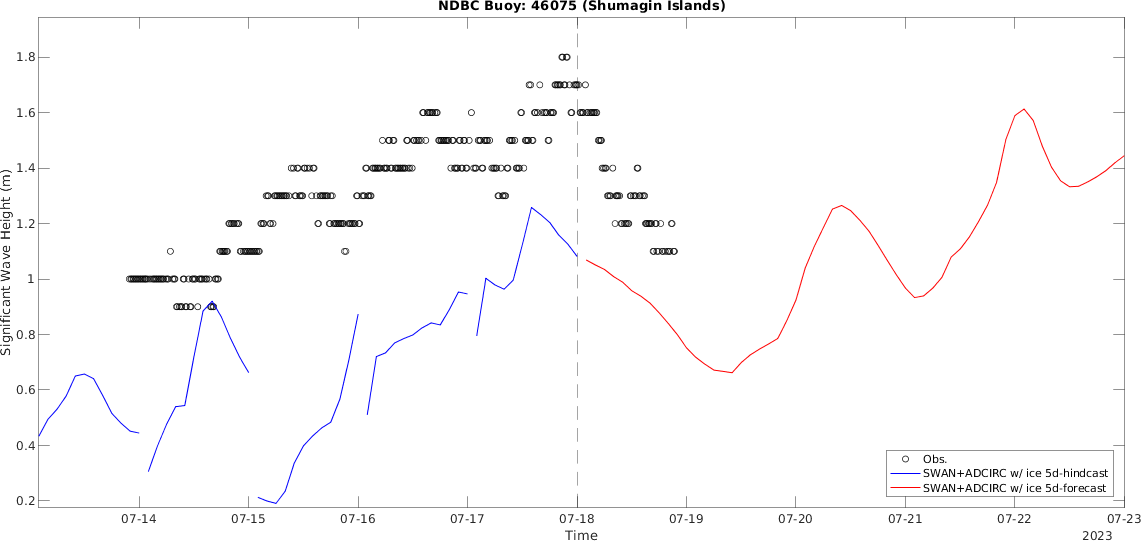 NDBC Buoy: 46075 (Shumagin Islands)
Significant Wave Height (m)
1.8
1.6
1.4
1.2
1
0.8
0.6
0.4
0.2
Obs.
SWAN+ADCIRC w/ ice 5d-hindcast
SWAN+ADCIRC w/ ice 5d-forecast
07-14 07-15 07-16 07-17 07-18 07-19 07-20 07-21 07-22 07-23
Time
2023